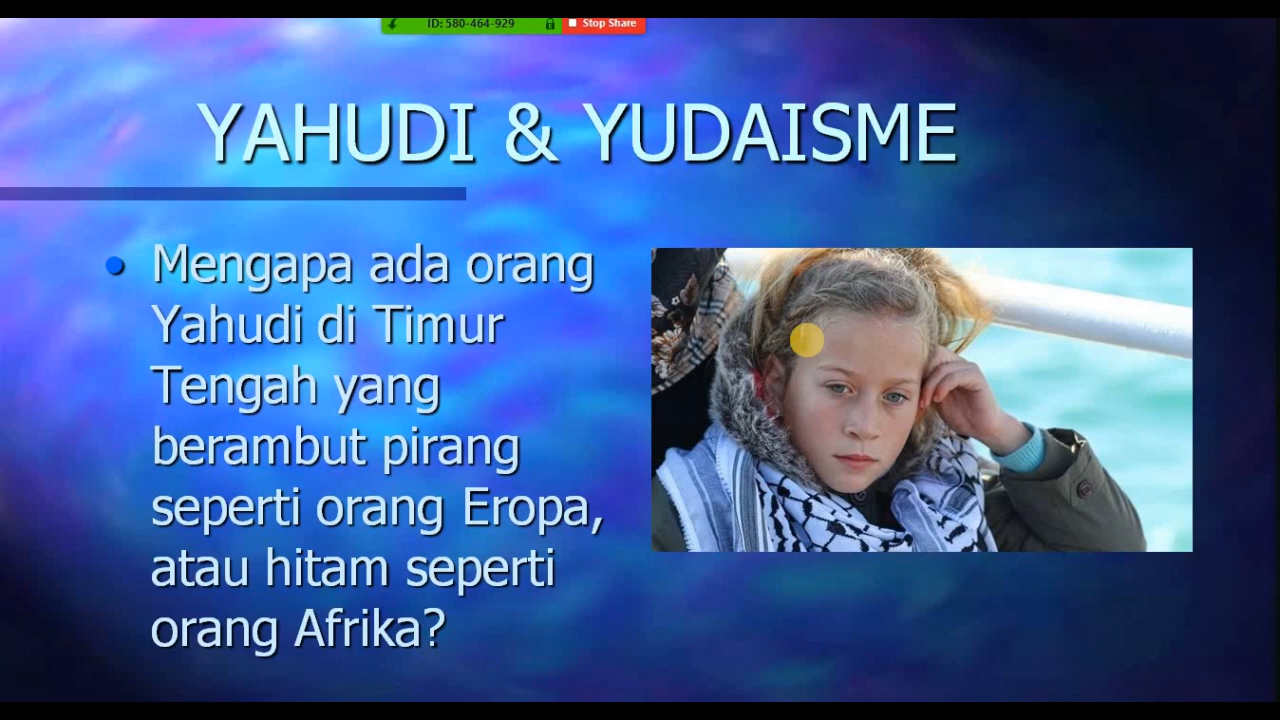 ID: 580-464-929
Stop Share
YAHUDI & YUDAISME
• Mengapa ada orang
Yahudi di Timur
Tengah yang
berambut pirang
seperti orang Eropa,
atau hitam seperti
orang Afrika?